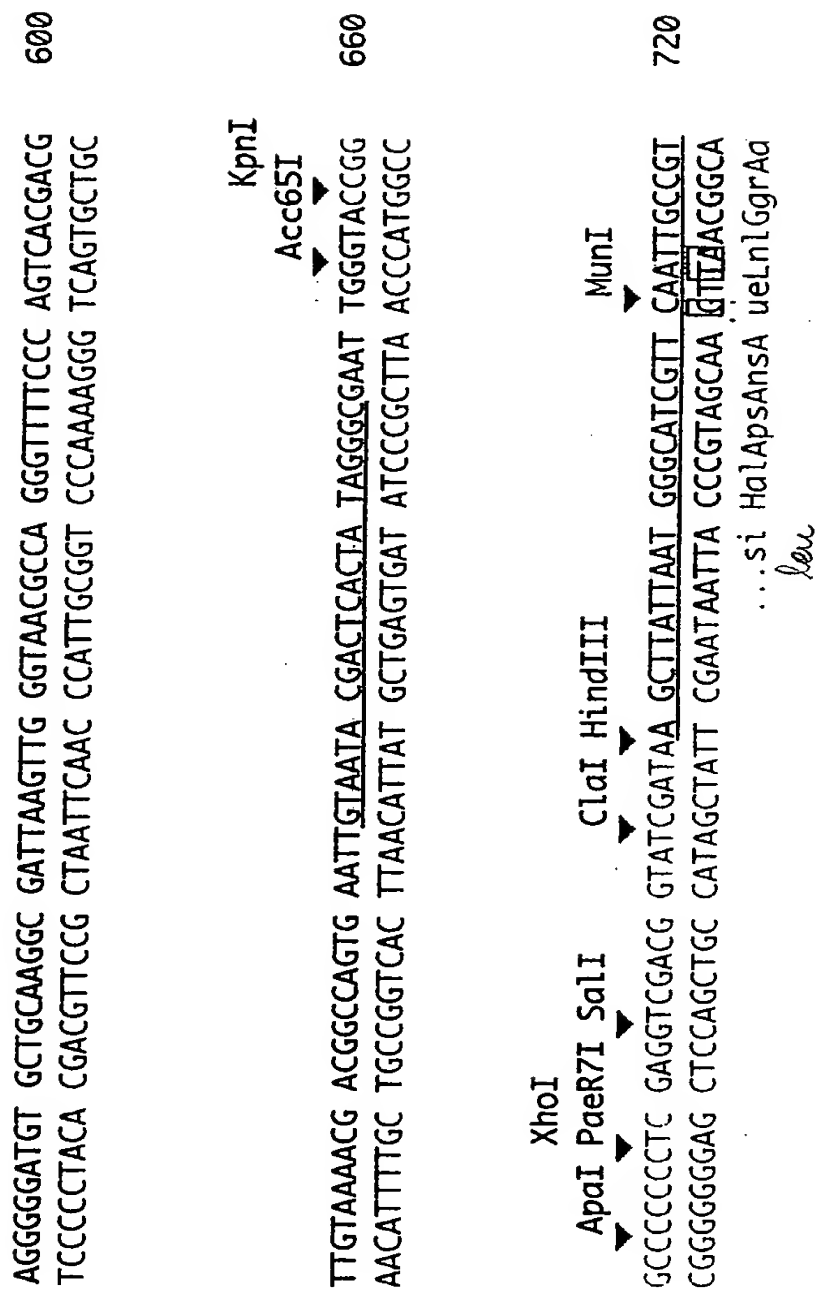 AGGGGGATGT GCTGCAAGGC GATTAAGTTG GGTAACGCCA GGGTTTTCCC AGTCACGACG 600
TCCCCCTACA CGACGTTCCG CTAATTCAAC CCATTGCGGT CCCAAAAGGG TCAGTGCTGC
KpnI
Acc65I
TTGTAAAACG ACGGCCAGTG AATTGTAATA CGACTCACTA TAGGGCGAAT TGGGTACCGG 660
AACATTTTGC TGCCGGTCAC TTAACATTAT GCTGAGTGAT ATCCCGCTTA ACCCATGGCC
XhoI
ApaI PaeR7I SalI ClaI HindIII MunI
GCCCCCCCTC GAGGTCGACG GTATCGATAA GCTTATTAAT GGGCATCGTT CAATTGCCGT 720
CGGGGGGGAG CTCCAGCTGC CATAGCTATT CGAATAATTA CCCGTAGCAA GTTAACGGCA
...si HalApsAnsA ueLnlGgrAa
leu